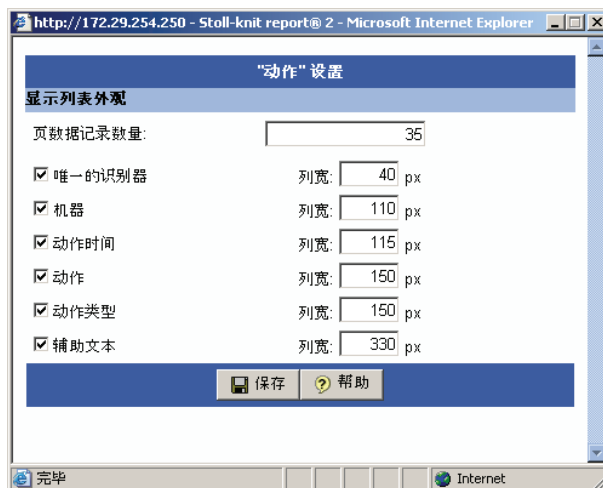 http://172.29.254.250 - Stoll-knit report® 2 - Microsoft Internet Explorer
"动作" 设置
显示列表外观
页数据记录数量: 35
唯一的识别器 列宽: 40 px
机器 列宽: 110 px
动作时间 列宽: 115 px
动作 列宽: 150 px
动作类型 列宽: 150 px
辅助文本 列宽: 330 px
保存 帮助
完毕 Internet